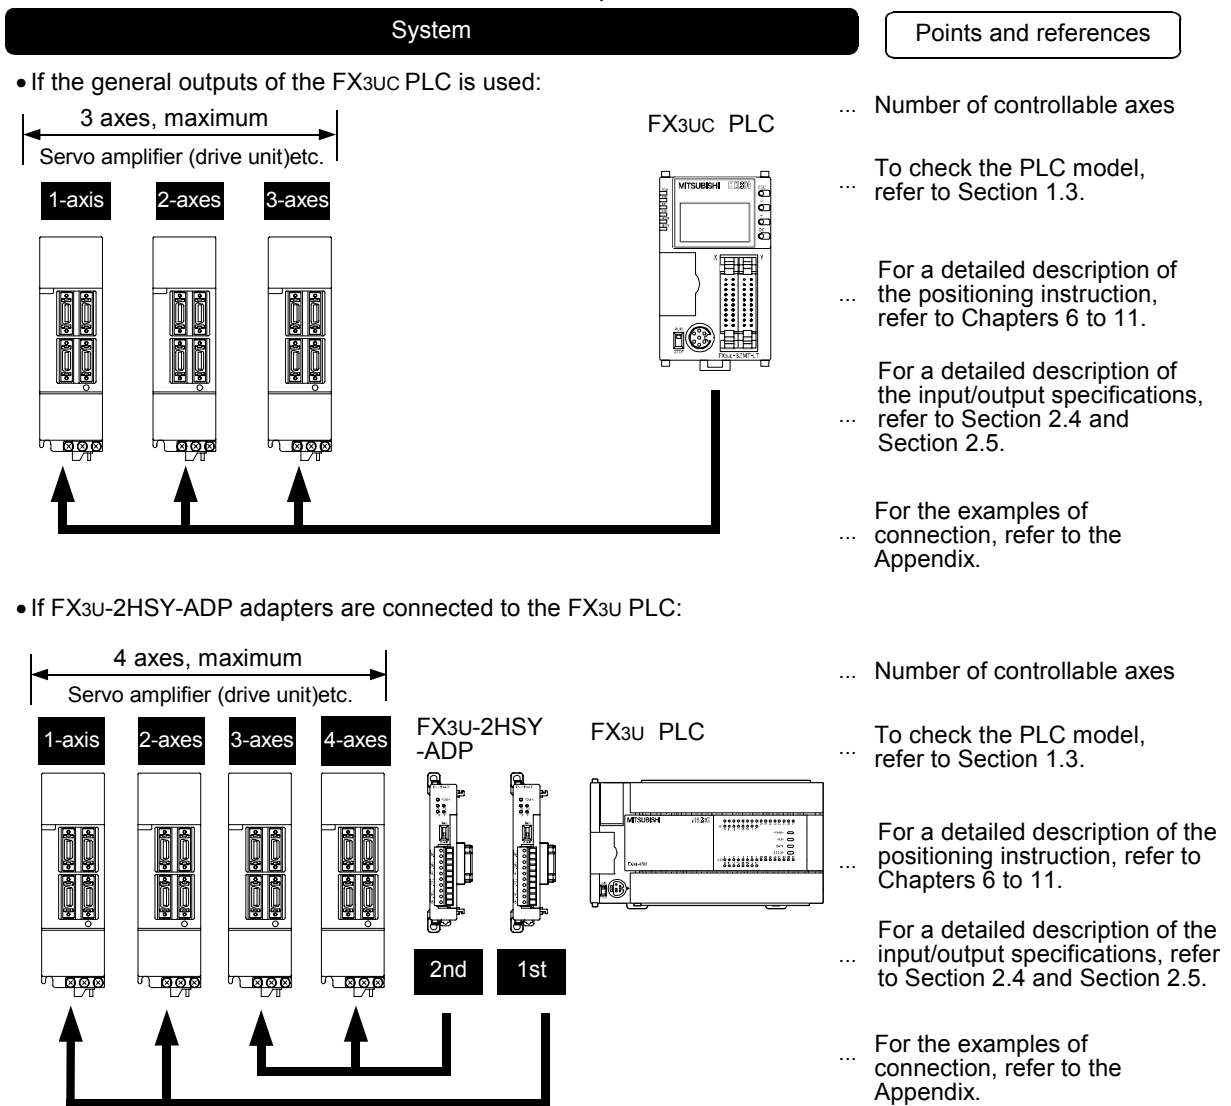 System
Points and references
• If the general outputs of the FX3UC PLC is used:
3 axes, maximum
Servo amplifier (drive unit)etc.
1-axis
2-axes
3-axes
FX3UC PLC
MITSUBISHI
X
Y
RUN
STOP
FX3UC-32MT-LT
... Number of controllable axes
... To check the PLC model,
refer to Section 1.3.
... For a detailed description of
the positioning instruction,
refer to Chapters 6 to 11.
... For a detailed description of
the input/output specifications,
refer to Section 2.4 and
Section 2.5.
... For the examples of
connection, refer to the
Appendix.
• If FX3U-2HSY-ADP adapters are connected to the FX3U PLC:
4 axes, maximum
Servo amplifier (drive unit)etc.
1-axis
2-axes
3-axes
4-axes
FX3U-2HSY
-ADP
2nd
1st
FX3U PLC
MITSUBISHI
... Number of controllable axes
... To check the PLC model,
refer to Section 1.3.
... For a detailed description of the
positioning instruction, refer to
Chapters 6 to 11.
... For a detailed description of the
input/output specifications, refer
to Section 2.4 and Section 2.5.
... For the examples of
connection, refer to the
Appendix.